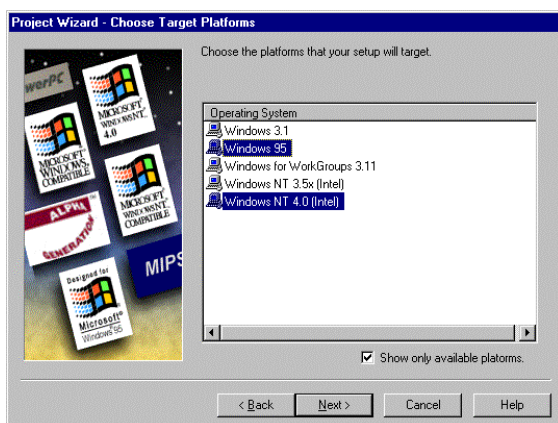 Project Wizard - Choose Target Platforms
Choose the platforms that your setup will target.
Operating System
Windows 3.1
Windows 95
Windows for WorkGroups 3.11
Windows NT 3.5x (Intel)
Windows NT 4.0 (Intel)
Show only available platorms.
< Back
Next >
Cancel
Help
owerPC
MICROSOFT
WINDOWS NT
4.0
MICROSOFT
WINDOWS
COMPATIBLE
MICROSOFT
WINDOWS NT
COMPATIBLE
ALPHA
GENERATION
MIPS
Designed for
Microsoft
Windows 95